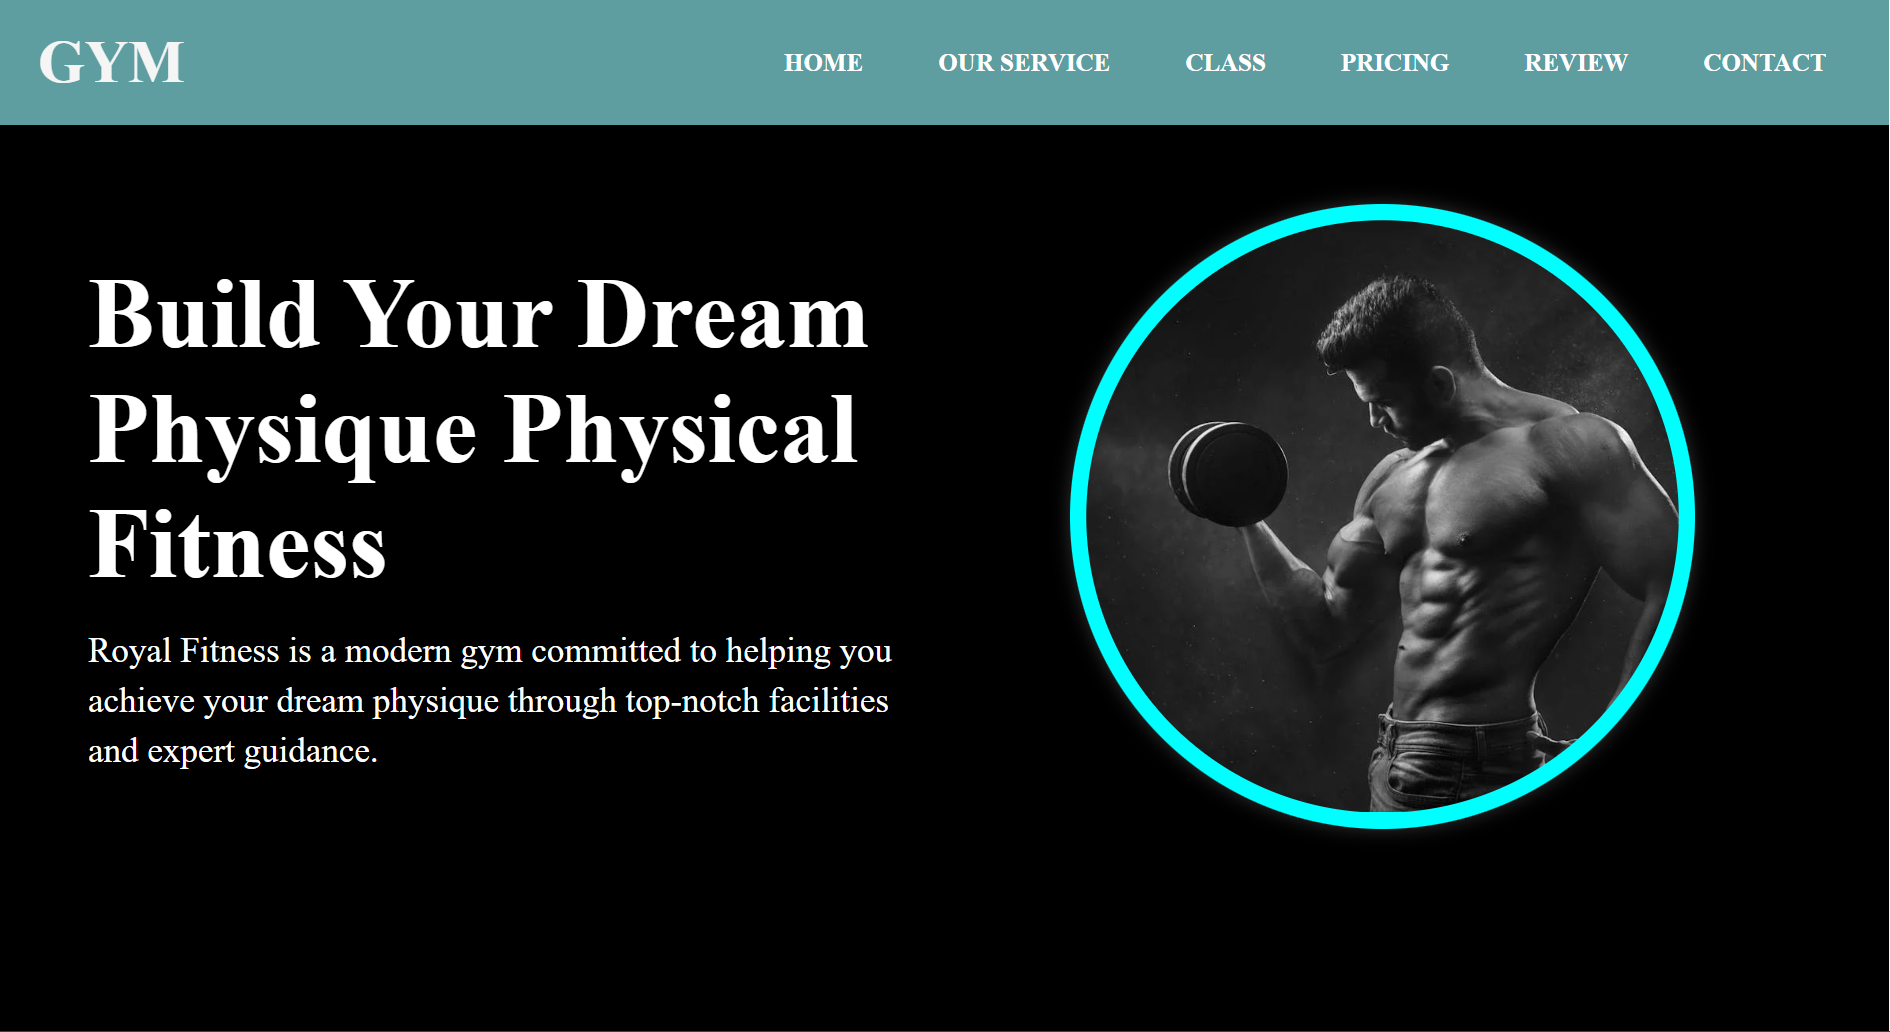 GYM
HOME OUR SERVICE CLASS PRICING REVIEW CONTACT
Build Your Dream
Physique Physical
Fitness
Royal Fitness is a modern gym committed to helping you
achieve your dream physique through top-notch facilities
and expert guidance.